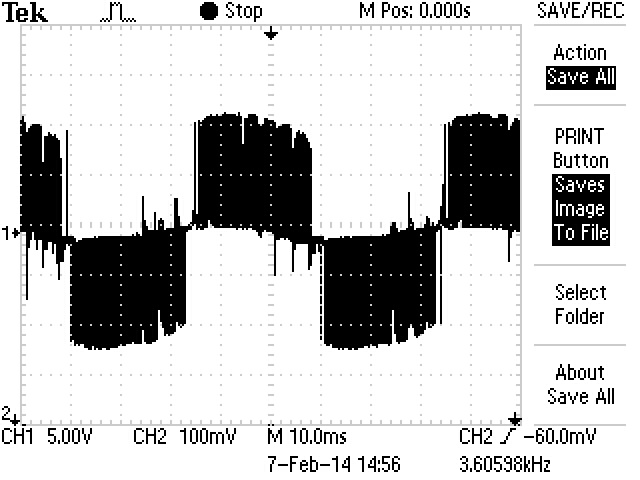 Tek Stop M Pos: 0.000s SAVE/REC
Action
Save All
PRINT
Button
Saves
Image
To File
Select
Folder
About
Save All
1
2
CH1 5.00V CH2 100mV M 10.0ms CH2 -60.0mV
7-Feb-14 14:56 3.60598kHz